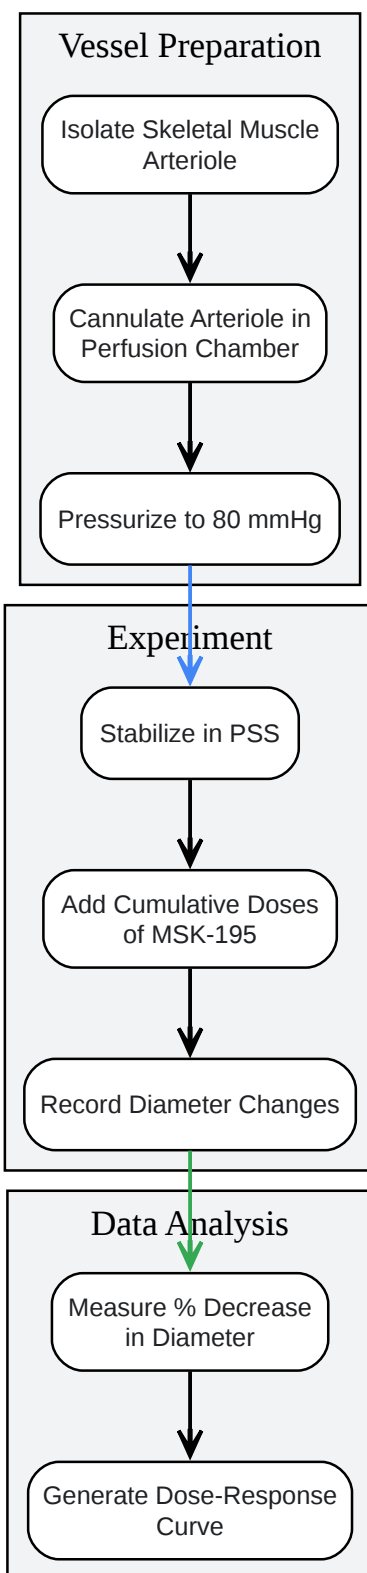 Vessel Preparation
Isolate Skeletal Muscle
Arteriole
Cannulate Arteriole in
Perfusion Chamber
Pressurize to 80 mmHg
Experiment
Stabilize in PSS
Add Cumulative Doses
of MSK-195
Record Diameter Changes
Data Analysis
Measure % Decrease
in Diameter
Generate Dose-Response
Curve